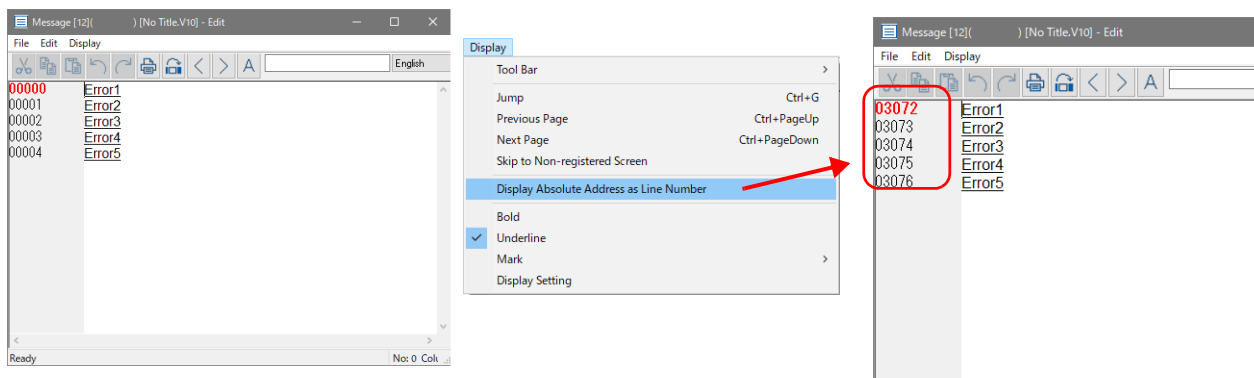 Message [12]( ) [No Title.V10] - Edit
File Edit Display
A English
00000 Error1
00001 Error2
00002 Error3
00003 Error4
00004 Error5
Ready No: 0 Colu
Display
Tool Bar
Jump Ctrl+G
Previous Page Ctrl+PageUp
Next Page Ctrl+PageDown
Skip to Non-registered Screen
Display Absolute Address as Line Number
Bold
Underline
Mark
Display Setting
Message [12]( ) [No Title.V10] - Edit
File Edit Display
A
03072 Error1
03073 Error2
03074 Error3
03075 Error4
03076 Error5